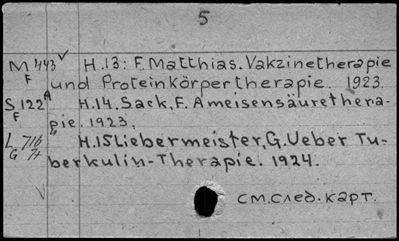 5
M 443 H.13: F. Matthias. Vakzinetherapie
F und Proteinkörpertherapie. 1923.
S 122 A H.14. Sack, F. Ameisensäurethera-
F pie. 1923.
L 716 " H.15 Liebermeister, G. Ueber Tu-
G 7a berkulin-Therapie. 1924.
см. след. карт.